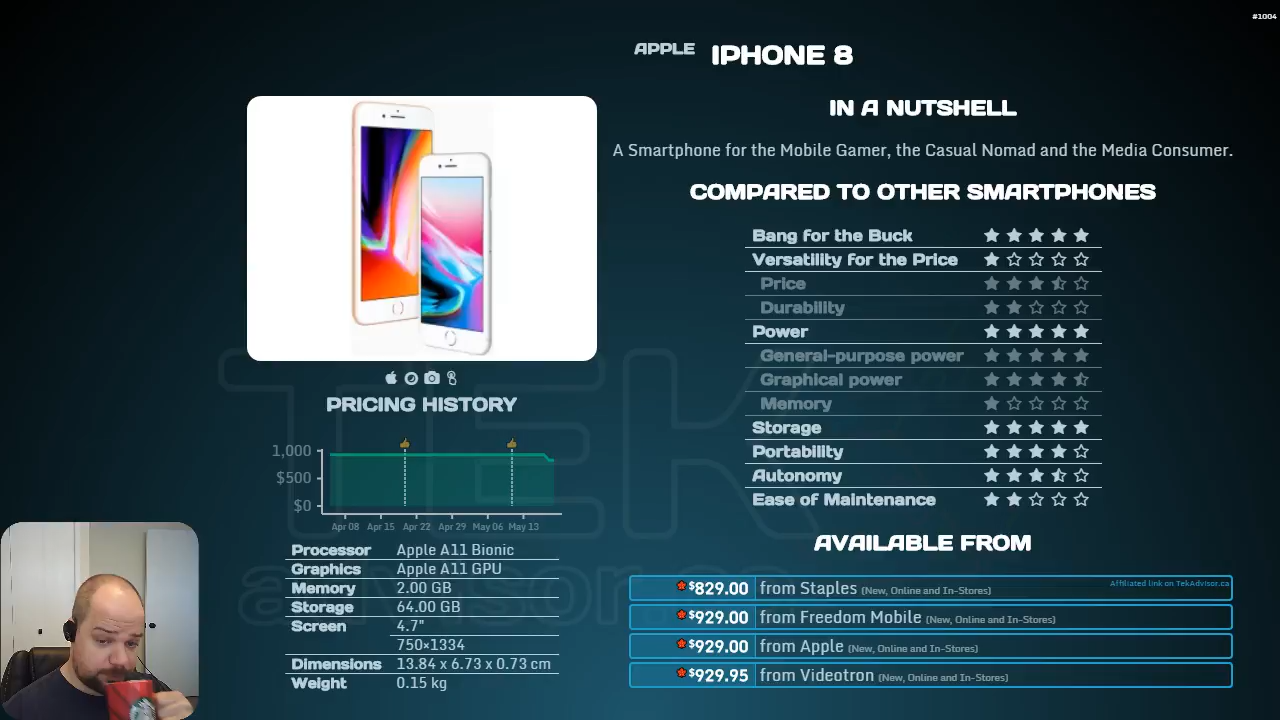 #1004
APPLE IPHONE 8
IN A NUTSHELL
A Smartphone for the Mobile Gamer, the Casual Nomad and the Media Consumer.
COMPARED TO OTHER SMARTPHONES
Bang for the Buck
Versatility for the Price
Price
Durability
Power
General-purpose power
Graphical power
Memory
Storage
Portability
Autonomy
Ease of Maintenance
PRICING HISTORY
1,000
$500
$0
Apr 08 Apr 15 Apr 22 Apr 29 May 06 May 13
Processor Apple A11 Bionic
Graphics Apple A11 GPU
Memory 2.00 GB
Storage 64.00 GB
Screen 4.7"
750×1334
Dimensions 13.84 x 6.73 x 0.73 cm
Weight 0.15 kg
AVAILABLE FROM
$829.00 from Staples (New, Online and In-Stores) Affiliated link on TekAdvisor.ca
$929.00 from Freedom Mobile (New, Online and In-Stores)
$929.00 from Apple (New, Online and In-Stores)
$929.95 from Videotron (New, Online and In-Stores)
TEK
advisor.ca